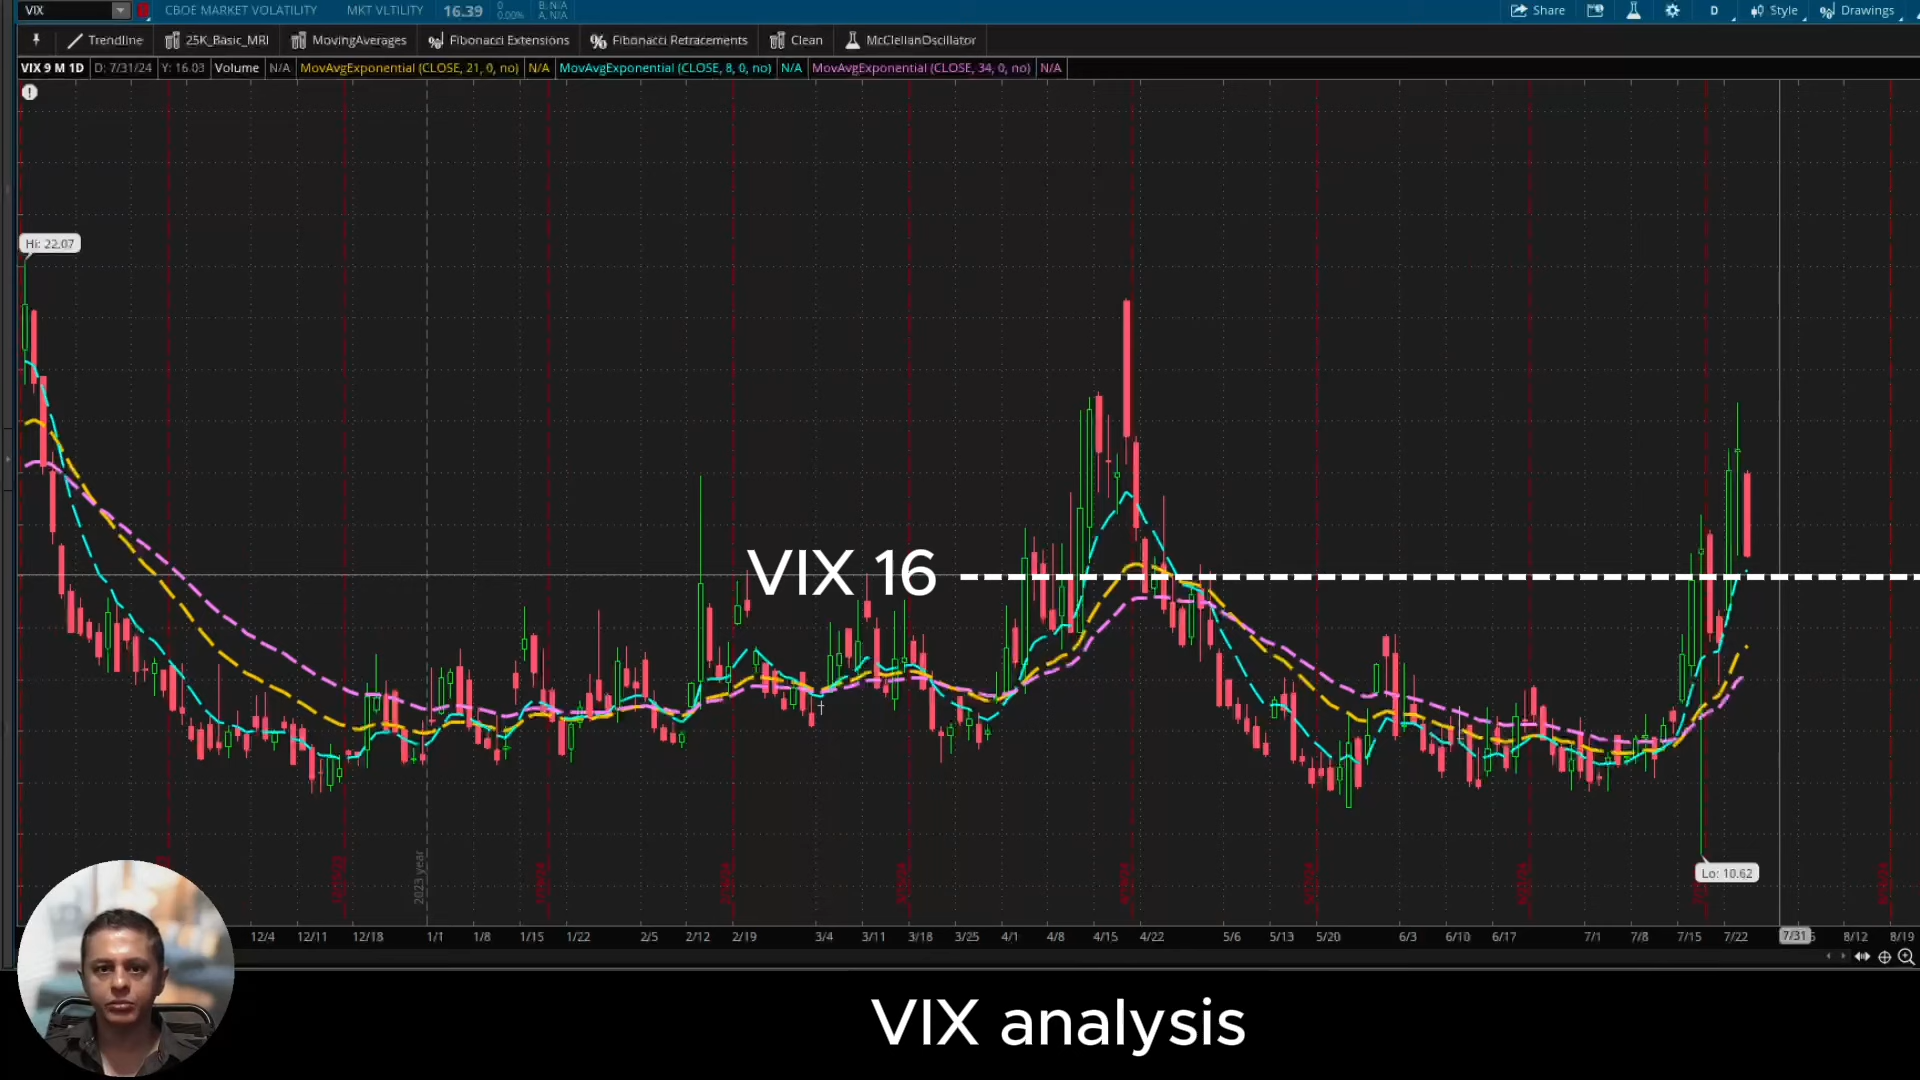 VIX
CBOE MARKET VOLATILITY
MKT VLTILITY
16.39
0
0.00%
B: N/A
A: N/A
Share
D
Style
Drawings
Trendline
25K_Basic_MRI
MovingAverages
Fibonacci Extensions
Fibonacci Retracements
Clean
McClellanOscillator
VIX 9 M 1D
D: 7/31/24
Y: 16.03
Volume
N/A
MovAvgExponential (CLOSE, 21, 0, no)
N/A
MovAvgExponential (CLOSE, 8, 0, no)
N/A
MovAvgExponential (CLOSE, 34, 0, no)
N/A
Hi: 22.07
VIX 16
Lo: 10.62
2023 year
12/4
12/11
12/18
1/1
1/8
1/15
1/22
2/5
2/12
2/19
3/4
3/11
3/18
3/25
4/1
4/8
4/15
4/22
5/6
5/13
5/20
6/3
6/10
6/17
7/1
7/8
7/15
7/22
7/31
8/12
8/19
VIX analysis